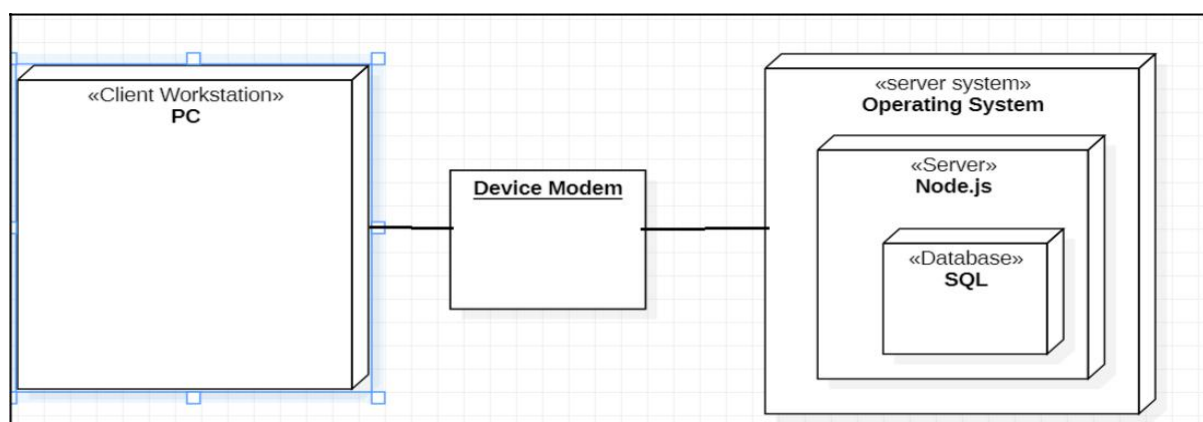 «Client Workstation»
PC
Device Modem
«server system»
Operating System
«Server»
Node.js
«Database»
SQL